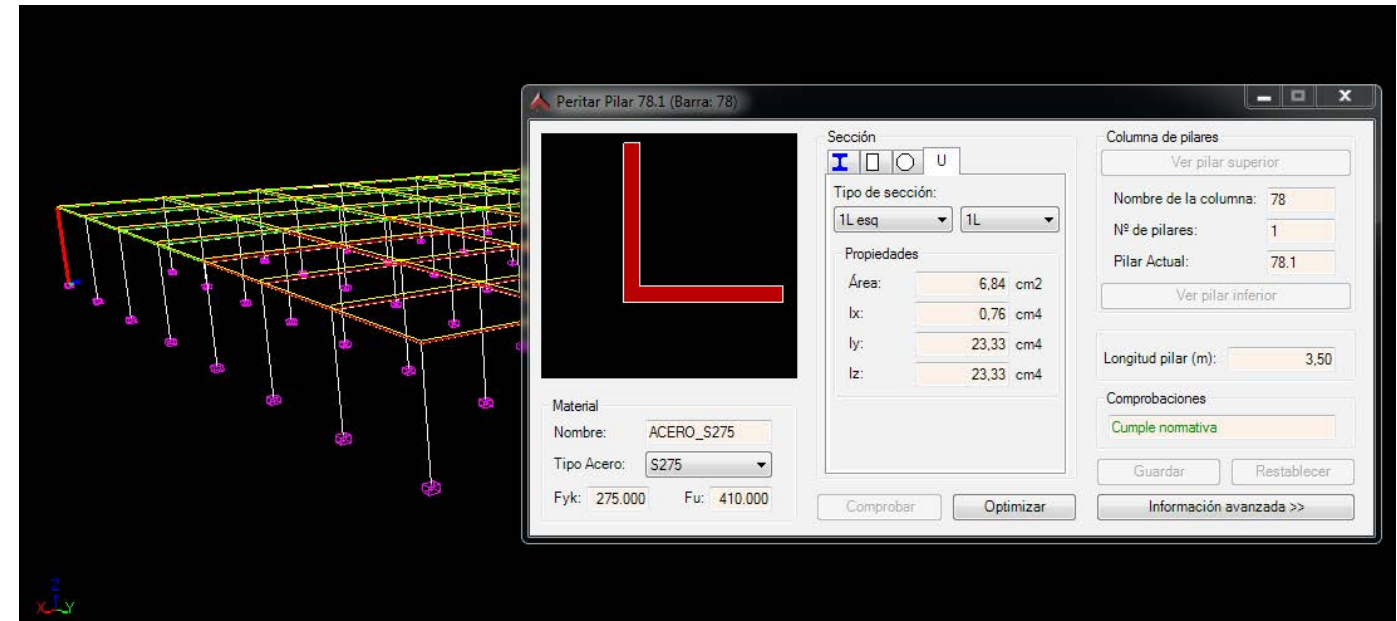 Peritar Pilar 78.1 (Barra: 78)
Sección
U
Tipo de sección:
1L esq 1L
Propiedades
Área: 6,84 cm2
Ix: 0,76 cm4
Iy: 23,33 cm4
Iz: 23,33 cm4
Material
Nombre: ACERO_S275
Tipo Acero: S275
Fyk: 275.000 Fu: 410.000
Comprobar Optimizar
Columna de pilares
Ver pilar superior
Nombre de la columna: 78
Nº de pilares: 1
Pilar Actual: 78.1
Ver pilar inferior
Longitud pilar (m): 3,50
Comprobaciones
Cumple normativa
Guardar Restablecer
Información avanzada >>
Z
X Y